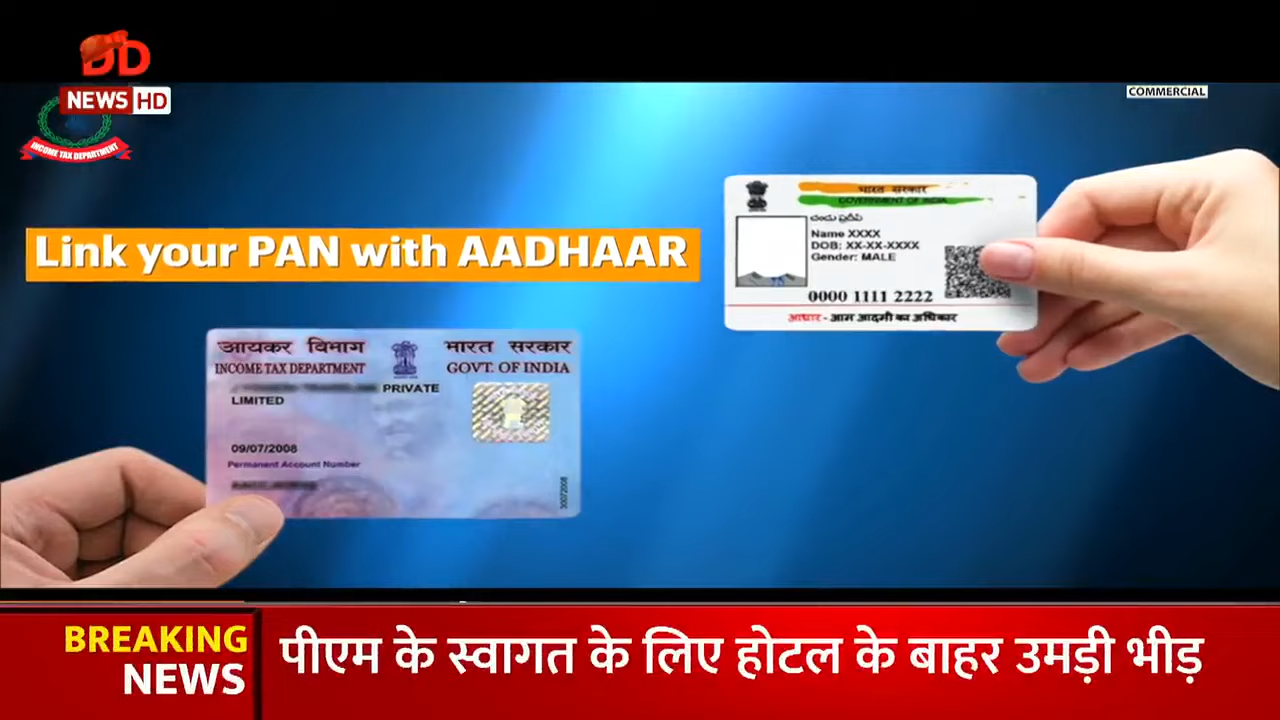 DD
NEWS HD
INCOME TAX DEPARTMENT
COMMERCIAL
Link your PAN with AADHAAR
भारत सरकार
GOVERNMENT OF INDIA
చందు ప్రదీప్
Name XXXX
DOB: XX-XX-XXXX
Gender: MALE
0000 1111 2222
आधार - आम आदमी का अधिकार
आयकर विभाग
INCOME TAX DEPARTMENT
भारत सरकार
GOVT. OF INDIA
PRIVATE
LIMITED
09/07/2008
Permanent Account Number
30072008
BREAKING
NEWS
पीएम के स्वागत के लिए होटल के बाहर उमड़ी भीड़